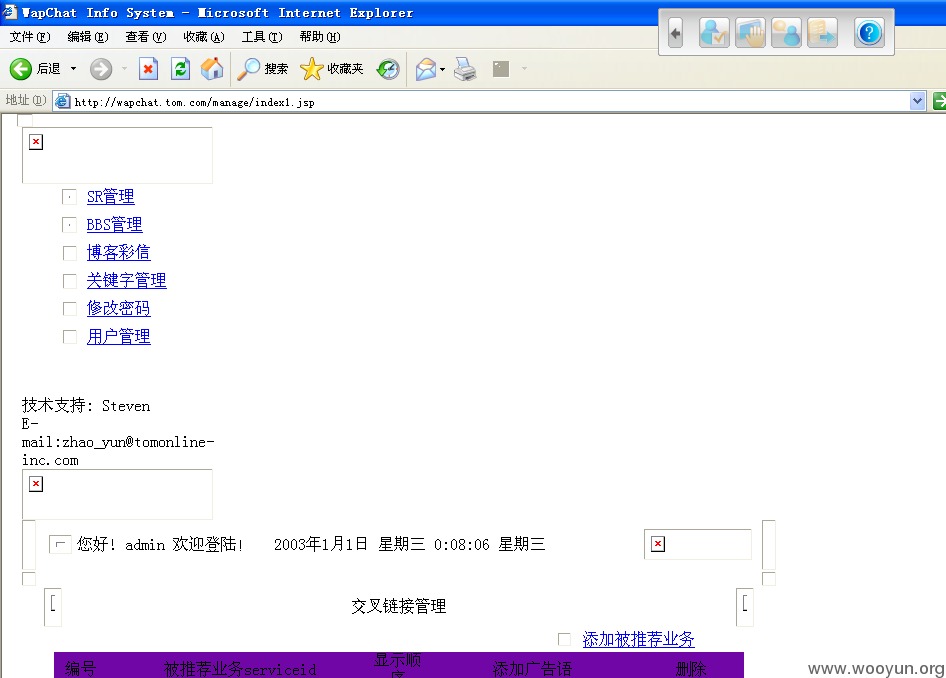 WapChat Info System - Microsoft Internet Explorer
文件(F) 编辑(E) 查看(V) 收藏(A) 工具(T) 帮助(H)
后退 搜索 收藏夹
地址(D) http://wapchat.tom.com/manage/index1.jsp
SR管理
BBS管理
博客彩信
关键字管理
修改密码
用户管理
技术支持: Steven
E-
mail:zhao_yun@tomonline-
inc.com
您好! admin 欢迎登陆! 2003年1月1日 星期三 0:08:06 星期三
交叉链接管理
添加被推荐业务
编号 被推荐业务serviceid 显示顺序 添加广告语 删除
www.wooyun.org